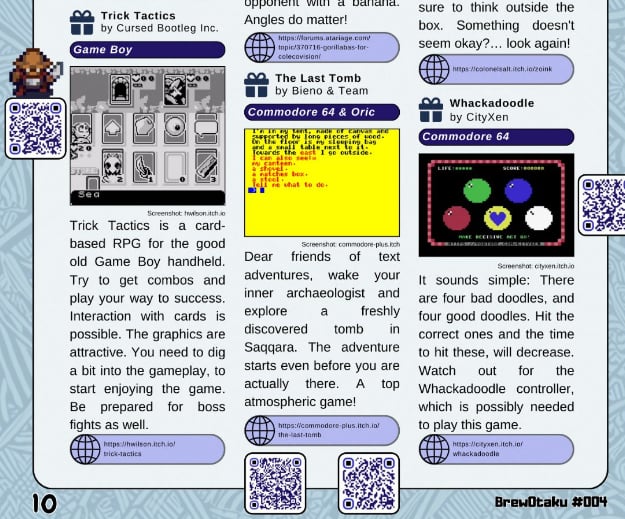 Trick Tactics
by Cursed Bootleg Inc.
Game Boy
Sed
Screenshot: hwilson.itch.io
Trick Tactics is a card-
based RPG for the good
old Game Boy handheld.
Try to get combos and
play your way to success.
Interaction with cards is
possible. The graphics are
attractive. You need to dig
a bit into the gameplay, to
start enjoying the game.
Be prepared for boss
fights as well.
https://hwilson.itch.io/
trick-tactics
opponent with a banana.
Angles do matter!
https://forums.atariage.com/
topic/370716-gorillabas-for-
colecovision/
The Last Tomb
by Bieno & Team
Commodore 64 & Oric
I'm in my tent, made of canvas and
supported by long pieces of wood.
On the floor is my sleeping bag
and a small table next to it.
Towards the east I go outside.
I can also see:
my canteen.
a shovel.
a matches box.
a stool.
Tell me what to do.
Screenshot: commodore-plus.itch
Dear friends of text
adventures, wake your
inner archaeologist and
explore a freshly
discovered tomb in
Saqqara. The adventure
starts even before you are
actually there. A top
atmospheric game!
https://commodore-plus.itch.io/
the-last-tomb
sure to think outside the
box. Something doesn't
seem okay?... look again!
https://colonelsalt.itch.io/zoink
Whackadoodle
by CityXen
Commodore 64
LIFE: SCORE:000000
MAKE DECISIVE ART GO!
Screenshot: cityxen.itch.io
It sounds simple: There
are four bad doodles, and
four good doodles. Hit the
correct ones and the time
to hit these, will decrease.
Watch out for the
Whackadoodle controller,
which is possibly needed
to play this game.
https://cityxen.itch.io/
whackadoodle
10
BrewOtaku #004